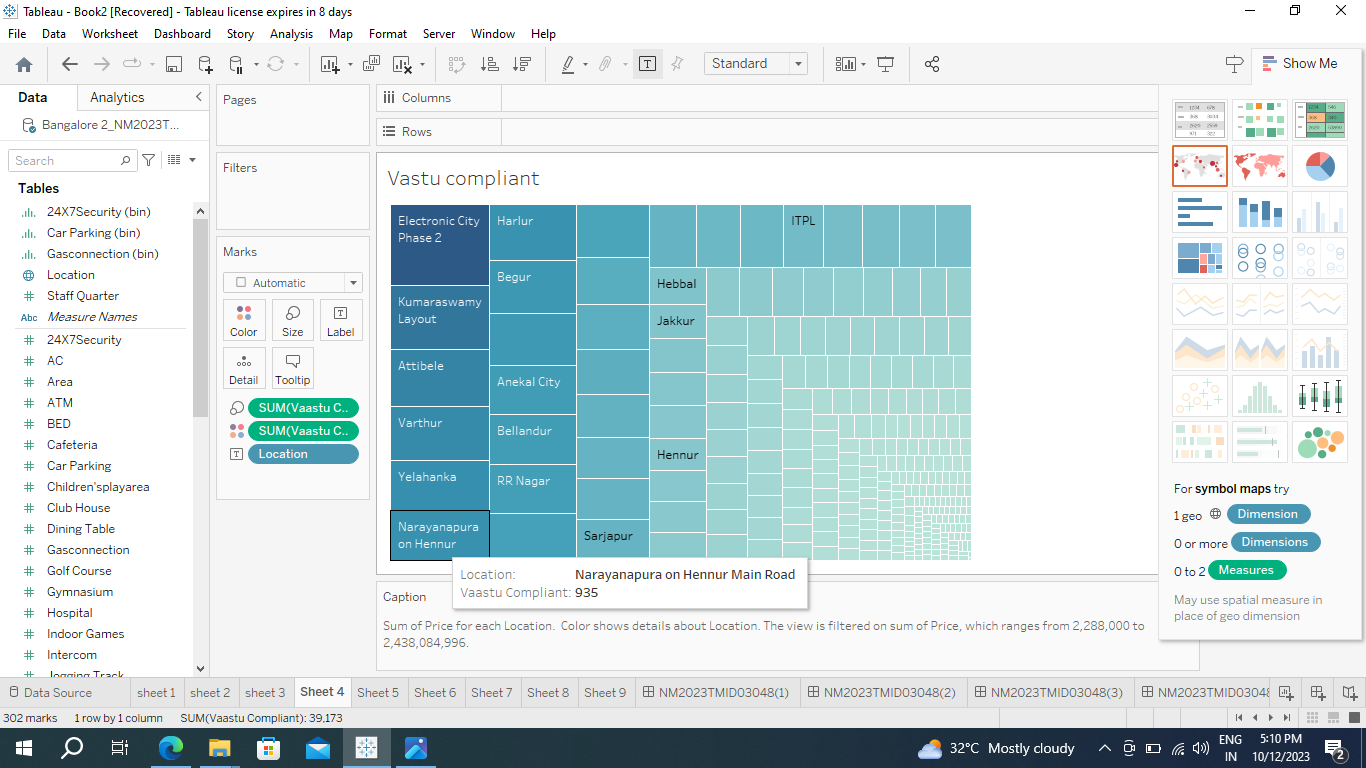 Tableau - Book2 [Recovered] - Tableau license expires in 8 days
File Data Worksheet Dashboard Story Analysis Map Format Server Window Help
Standard
Show Me
Data Analytics
Bangalore 2_NM2023T...
Search
Tables
24X7Security (bin)
Car Parking (bin)
Gasconnection (bin)
Location
Staff Quarter
Abc Measure Names
24X7Security
AC
Area
ATM
BED
Cafeteria
Car Parking
Children'splayarea
Club House
Dining Table
Gasconnection
Golf Course
Gymnasium
Hospital
Indoor Games
Intercom
Jogging Track
Pages
Filters
Marks
Automatic
Color Size Label
Detail Tooltip
SUM(Vaastu C..
SUM(Vaastu C..
Location
Columns
Rows
Vastu compliant
Electronic City
Phase 2
Kumaraswamy
Layout
Attibele
Varthur
Yelahanka
Narayanapura
on Hennur
Harlur
Begur
Anekal City
Bellandur
RR Nagar
Sarjapur
Hebbal
Jakkur
Hennur
ITPL
Location: Narayanapura on Hennur Main Road
Vaastu Compliant: 935
Caption
Sum of Price for each Location. Color shows details about Location. The view is filtered on sum of Price, which ranges from 2,288,000 to
2,438,084,996.
For symbol maps try
1 geo Dimension
0 or more Dimensions
0 to 2 Measures
May use spatial measure in
place of geo dimension
Data Source sheet 1 sheet 2 sheet 3 Sheet 4 Sheet 5 Sheet 6 Sheet 7 Sheet 8 Sheet 9 NM2023TMID03048(1) NM2023TMID03048(2) NM2023TMID03048(3) NM2023TMID03048
302 marks 1 row by 1 column SUM(Vaastu Compliant): 39,173
32°C Mostly cloudy
ENG
IN
5:10 PM
10/12/2023
2